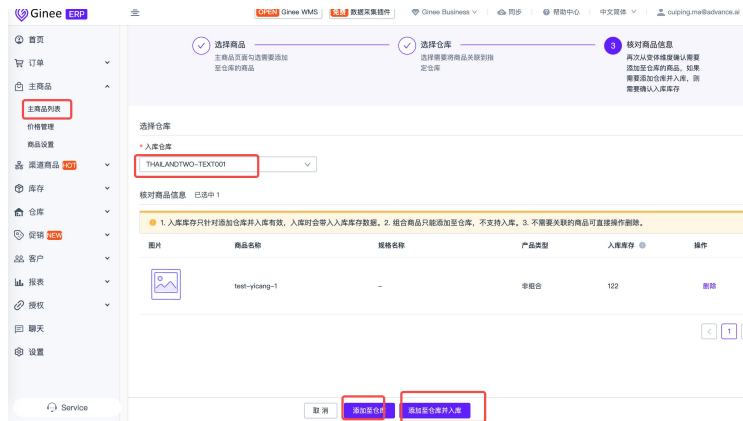 Ginee ERP
OPEN Ginee WMS
免费 数据采集插件
Ginee Business
同步
帮助中心
中文简体
cuiping.ma@advance.ai
首页
订单
主商品
主商品列表
价格管理
商品设置
渠道商品 HOT
库存
仓库
促销 NEW
客户
报表
授权
聊天
设置
Service
选择商品
主商品页面勾选需要添加
至仓库的商品
选择仓库
选择需要将商品关联到指
定仓库
3 核对商品信息
再次从变体维度确认需要
添加至仓库的商品，如果
需要添加仓库并入库，则
需要确认入库库存
选择仓库
* 入库仓库
THAILANDTWO-TEXT001
核对商品信息 已选中 1
1. 入库库存只针对添加仓库并入库有效，入库时会带入入库库存数据。2. 组合商品只能添加至仓库，不支持入库。3. 不需要关联的商品可直接操作删除。
图片 商品名称 规格名称 产品类型 入库库存 操作
test-yicang-1 – 非组合 122 删除
< 1
取 消 添加至仓库 添加至仓库并入库